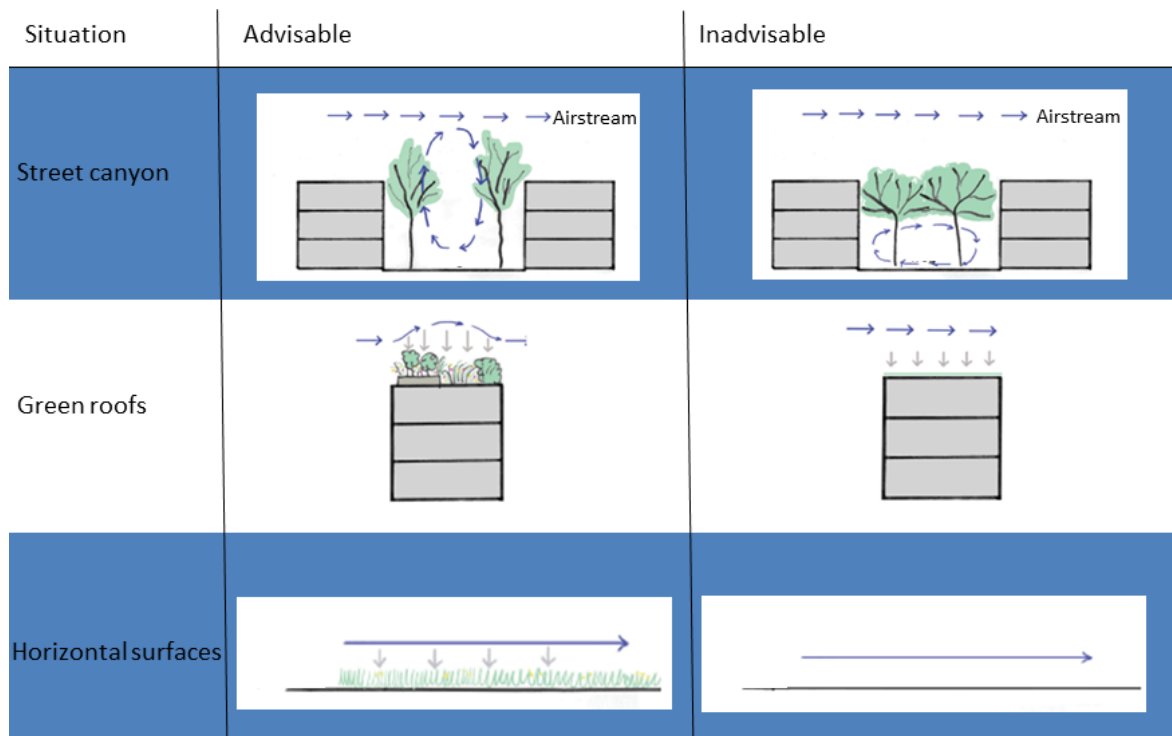 Situation
Advisable
Inadvisable
Street canyon
Airstream
Airstream
Green roofs
Horizontal surfaces